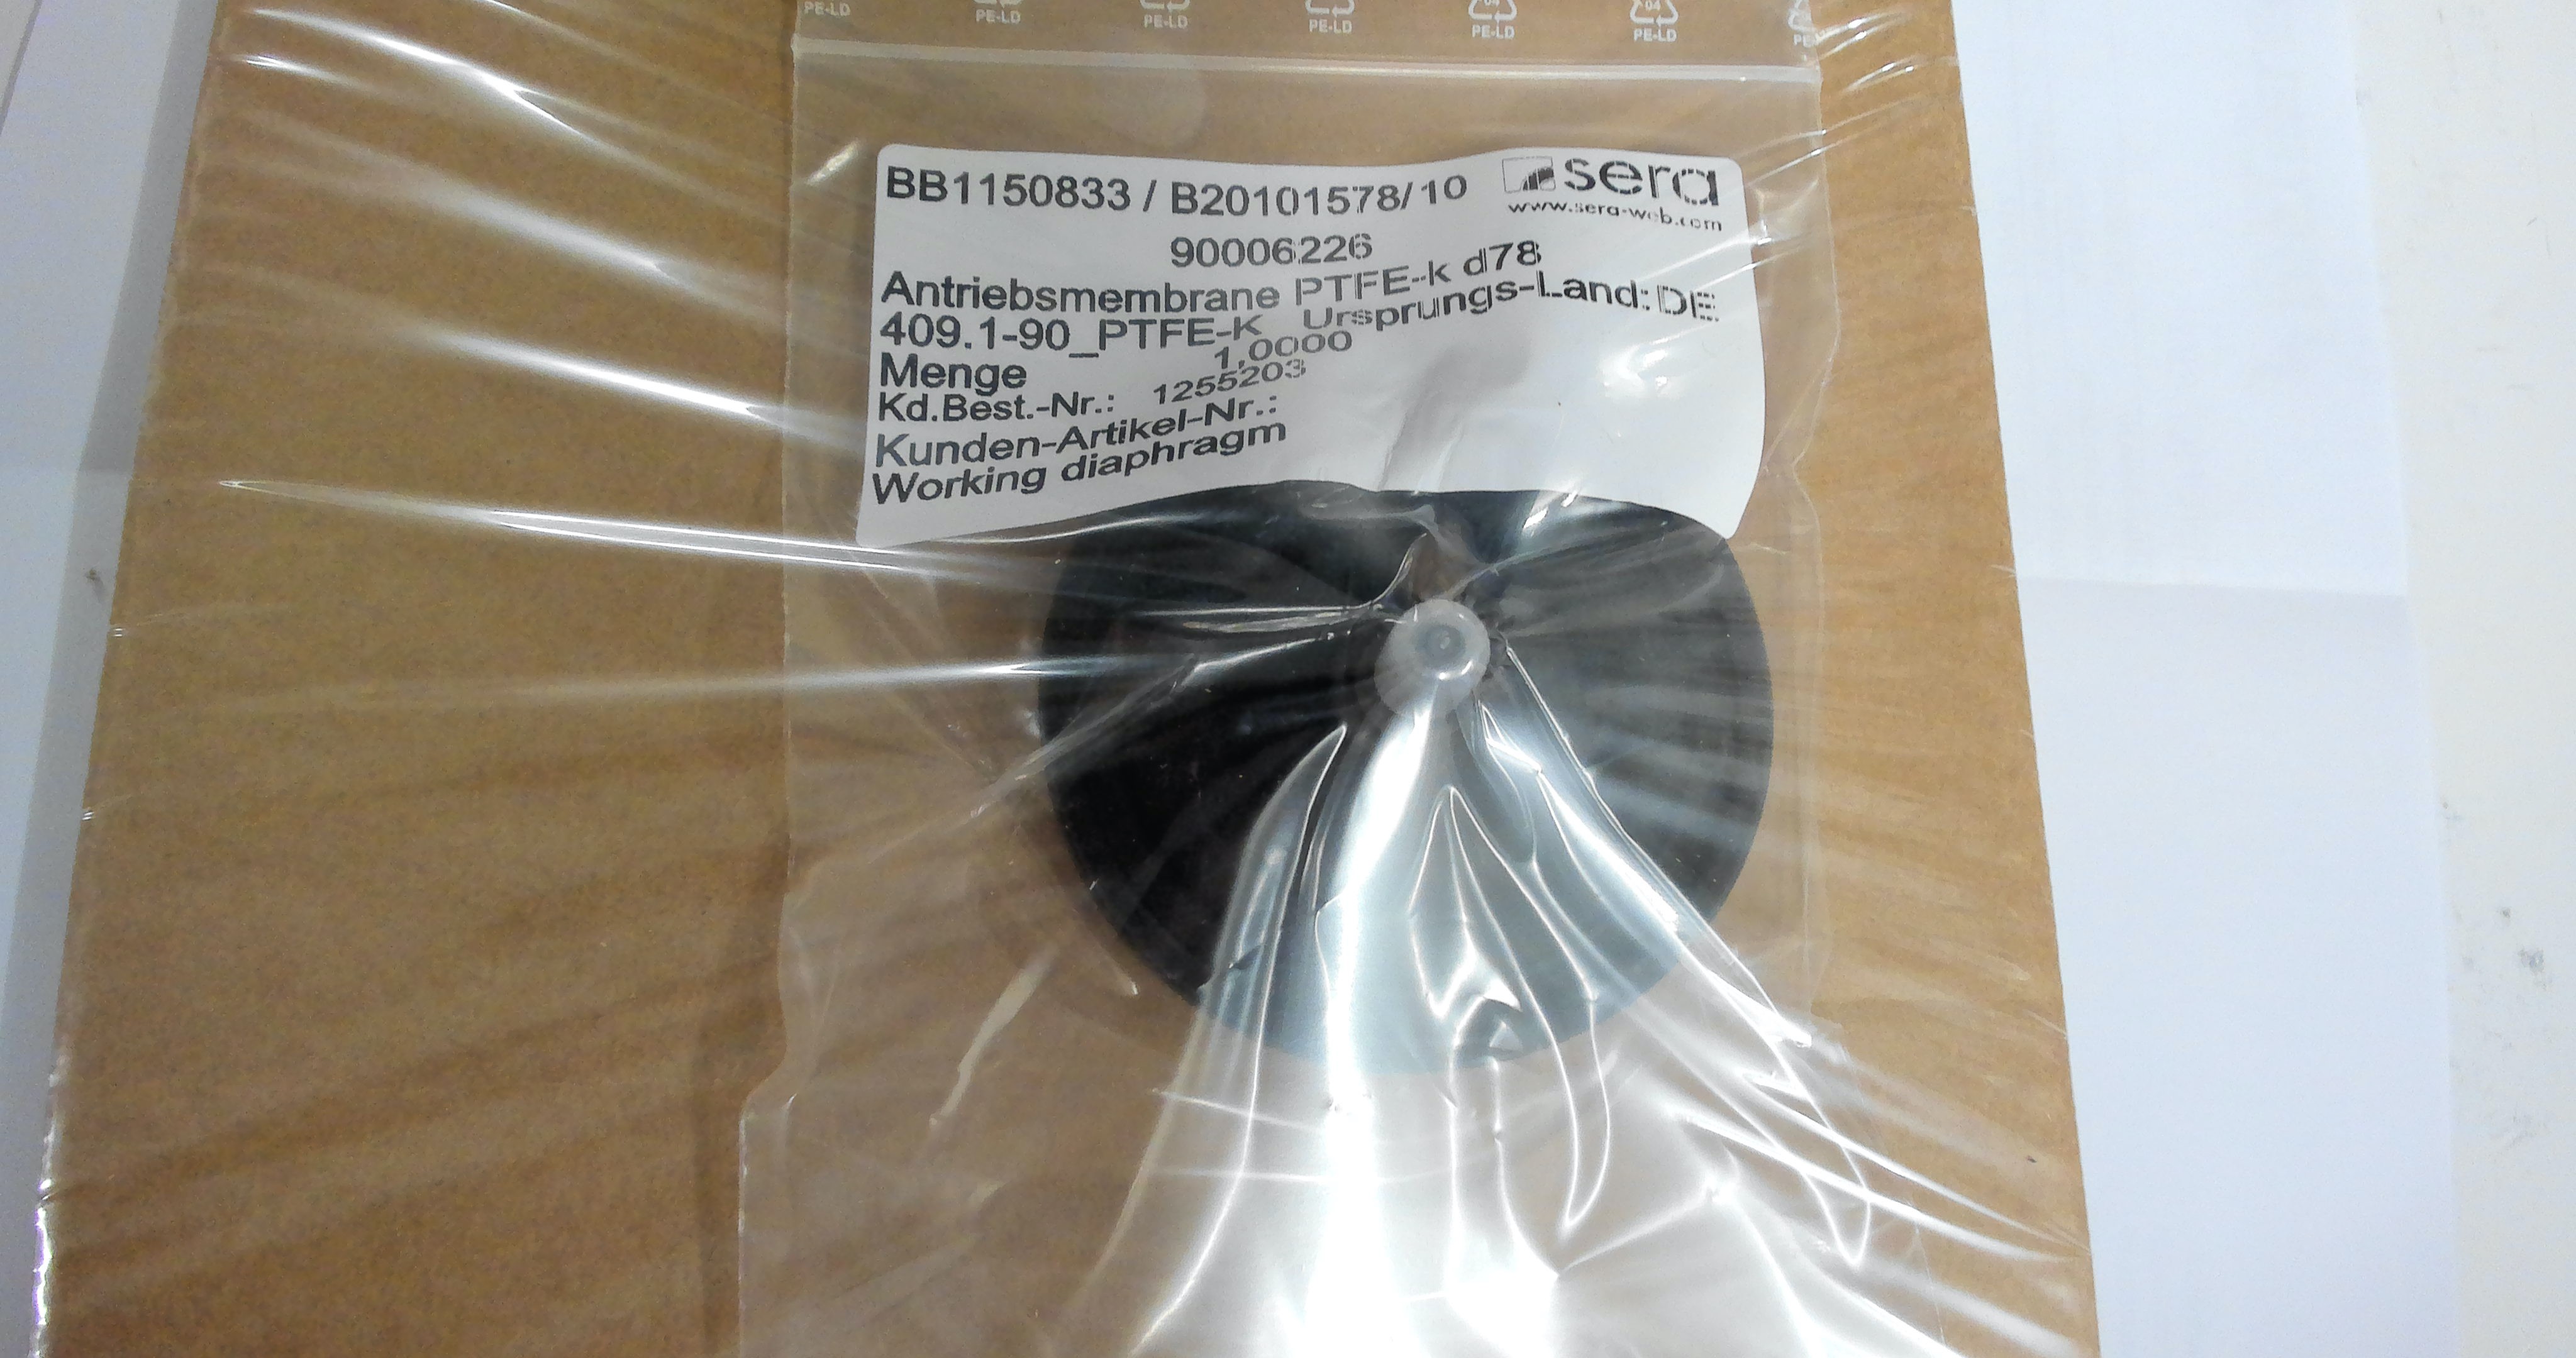 PE-LD PE-LD PE-LD PE-LD PE-LD PE-LD
BB1150833 / B20101578/10
sera
www.sera-web.com
90006226
Antriebsmembrane PTFE-k d78
409.1-90_PTFE-K Ursprungs-Land: DE
Menge 1,0000
Kd.Best.-Nr.: 1255203
Kunden-Artikel-Nr.:
Working diaphragm